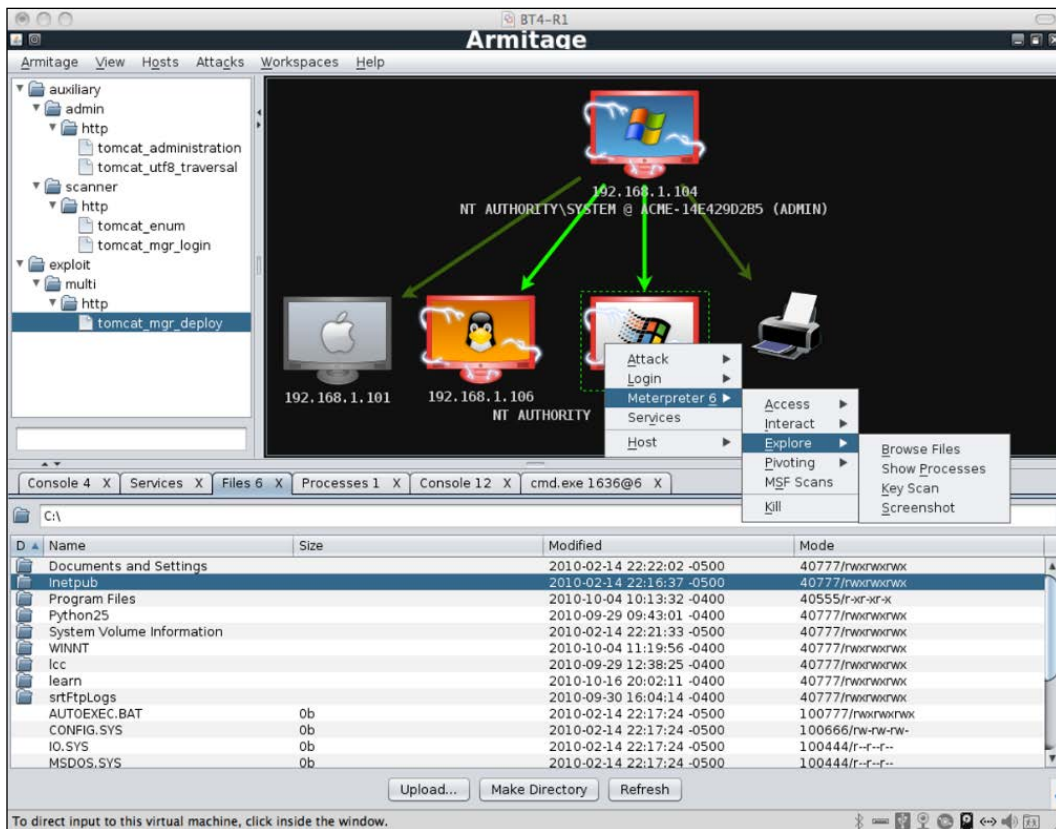 BT4-R1
Armitage
Armitage View Hosts Attacks Workspaces Help
auxiliary
admin
http
tomcat_administration
tomcat_utf8_traversal
scanner
http
tomcat_enum
tomcat_mgr_login
exploit
multi
http
tomcat_mgr_deploy
192.168.1.104
NT AUTHORITY\SYSTEM @ ACME-14E429D2B5 (ADMIN)
192.168.1.101
192.168.1.106
NT AUTHORITY
Attack
Login
Meterpreter 6
Services
Host
Access
Interact
Explore
Pivoting
MSF Scans
Kill
Browse Files
Show Processes
Key Scan
Screenshot
Console 4 X Services X Files 6 X Processes 1 X Console 12 X cmd.exe 1636@6 X
C:\
D Name Size Modified Mode
Documents and Settings 2010-02-14 22:22:02 -0500 40777/rwxrwxrwx
Inetpub 2010-02-14 22:16:37 -0500 40777/rwxrwxrwx
Program Files 2010-10-04 10:13:32 -0400 40555/r-xr-xr-x
Python25 2010-09-29 09:43:01 -0400 40777/rwxrwxrwx
System Volume Information 2010-02-14 22:21:33 -0500 40777/rwxrwxrwx
WINNT 2010-10-04 11:19:56 -0400 40777/rwxrwxrwx
lcc 2010-09-29 12:38:25 -0400 40777/rwxrwxrwx
learn 2010-10-16 20:02:11 -0400 40777/rwxrwxrwx
srtFtpLogs 2010-09-30 16:04:14 -0400 40777/rwxrwxrwx
AUTOEXEC.BAT 0b 2010-02-14 22:17:24 -0500 100777/rwxrwxrwx
CONFIG.SYS 0b 2010-02-14 22:17:24 -0500 100666/rw-rw-rw-
IO.SYS 0b 2010-02-14 22:17:24 -0500 100444/r--r--r--
MSDOS.SYS 0b 2010-02-14 22:17:24 -0500 100444/r--r--r--
Upload... Make Directory Refresh
To direct input to this virtual machine, click inside the window.